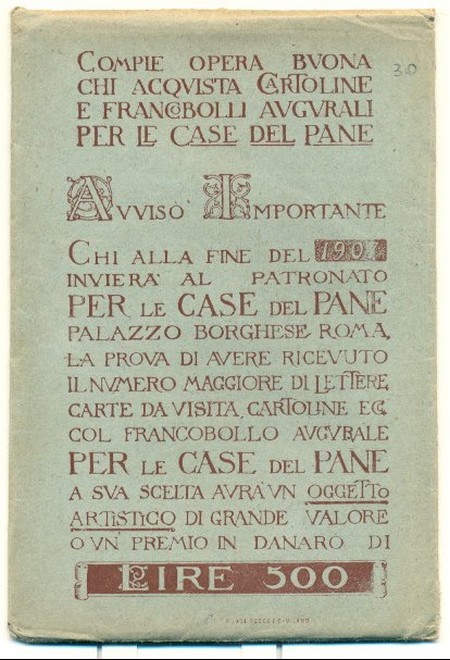 COMPIE OPERA BVONA
CHI ACQVISTA CARTOLINE
E FRANCOBOLLI AVGVRALI
PER LE CASE DEL PANE
30
AVVISO IMPORTANTE
CHI ALLA FINE DEL
INVIERA' AL PATRONATO
PER LE CASE DEL PANE
PALAZZO BORGHESE ROMA,
LA PROVA DI AVERE RICEVUTO
IL NVMERO MAGGIORE DI LETTERE,
CARTE DA VISITA, CARTOLINE ECC
COL FRANCOBOLLO AVGVRALE
PER LE CASE DEL PANE
A SVA SCELTA AVRA' VN OGGETTO
ARTISTICO DI GRANDE VALORE
O VN' PREMIO IN DANARO DI
LIRE 500